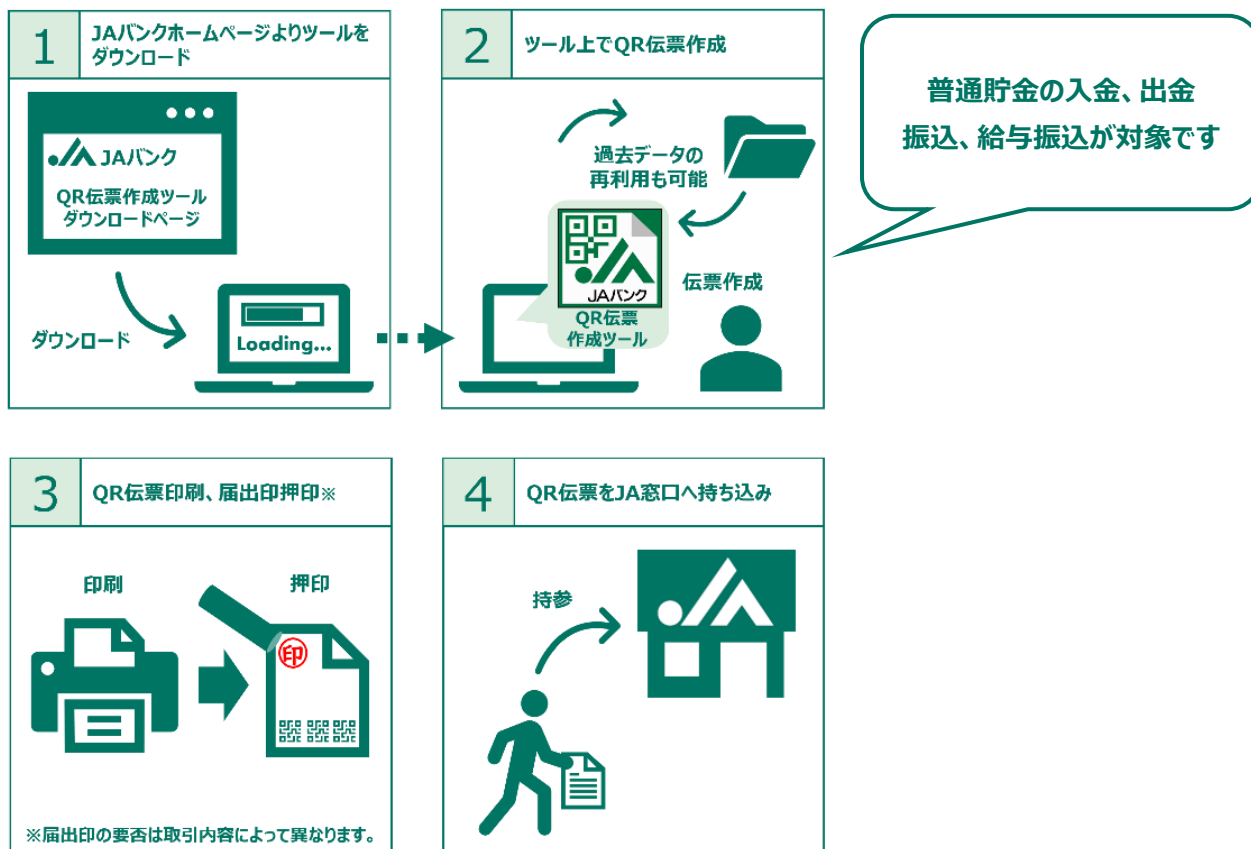 1
JAバンクホームページよりツールを
ダウンロード
JAバンク
QR伝票作成ツール
ダウンロードページ
ダウンロード
Loading...
2
ツール上でQR伝票作成
過去データの
再利用も可能
JAバンク
QR伝票
作成ツール
伝票作成
普通貯金の入金、出金
振込、給与振込が対象です
3
QR伝票印刷、届出印押印※
印刷
押印
印
※届出印の要否は取引内容によって異なります。
4
QR伝票をJA窓口へ持ち込み
持参
JA